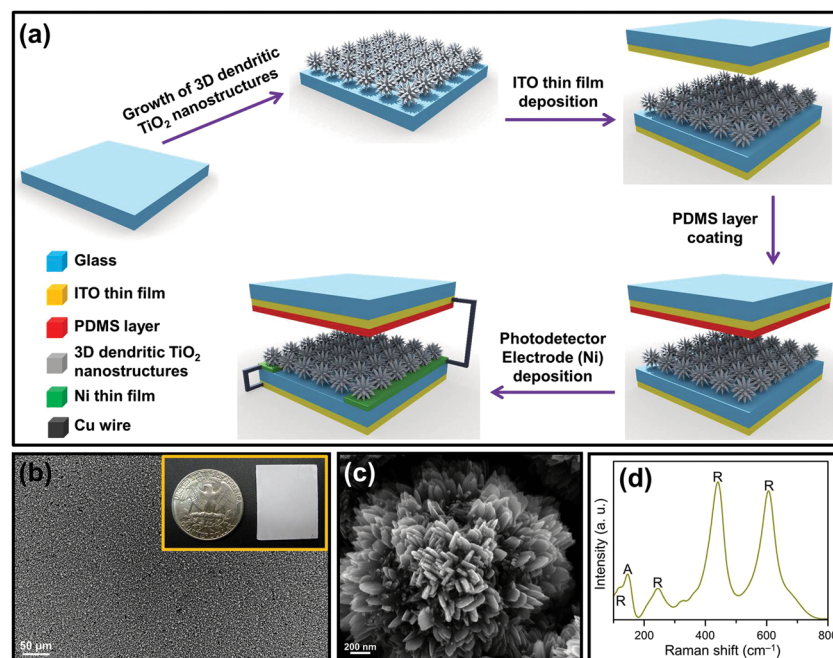 (a)
Growth of 3D dendritic
TiO₂ nanostructures
ITO thin film
deposition
PDMS layer
coating
Glass
ITO thin film
PDMS layer
3D dendritic TiO₂
nanostructures
Ni thin film
Cu wire
Photodetector
Electrode (Ni)
deposition
(b)
50 µm
(c)
200 nm
(d)
Intensity (a. u.)
R
A
R
R
R
200 400 600 800
Raman shift (cm⁻¹)